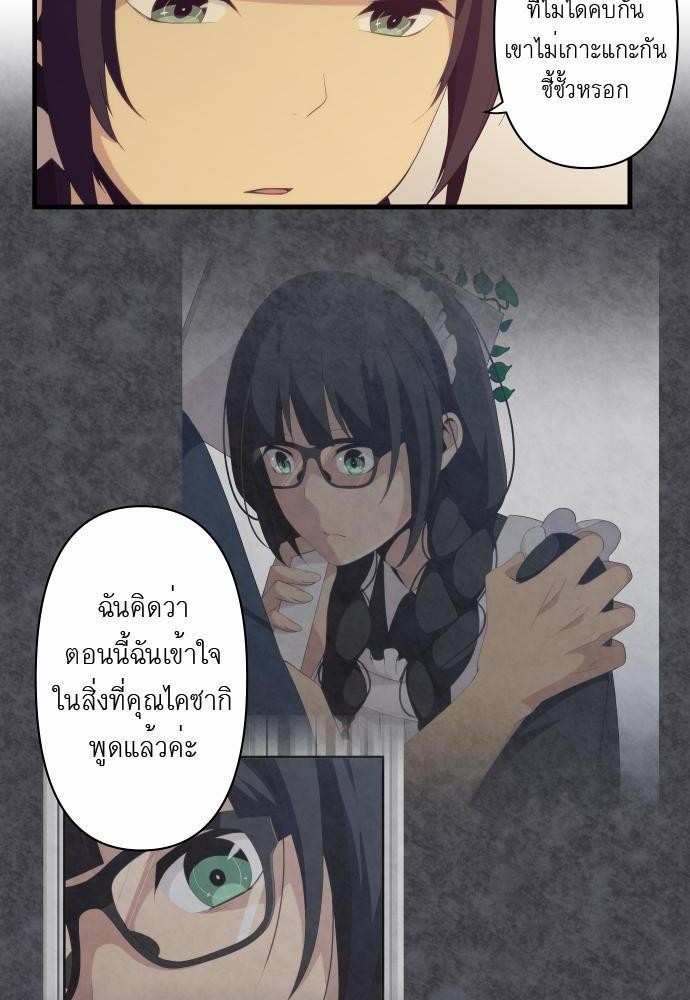 ที่ไม่ได้คบกัน
เขาไม่เกาะแกะกัน
ชี้ชั้วหรอก
ฉันคิดว่า
ตอนนี้ฉันเข้าใจ
ในสิ่งที่คุณไคซากิ
พูดแล้วค่ะ